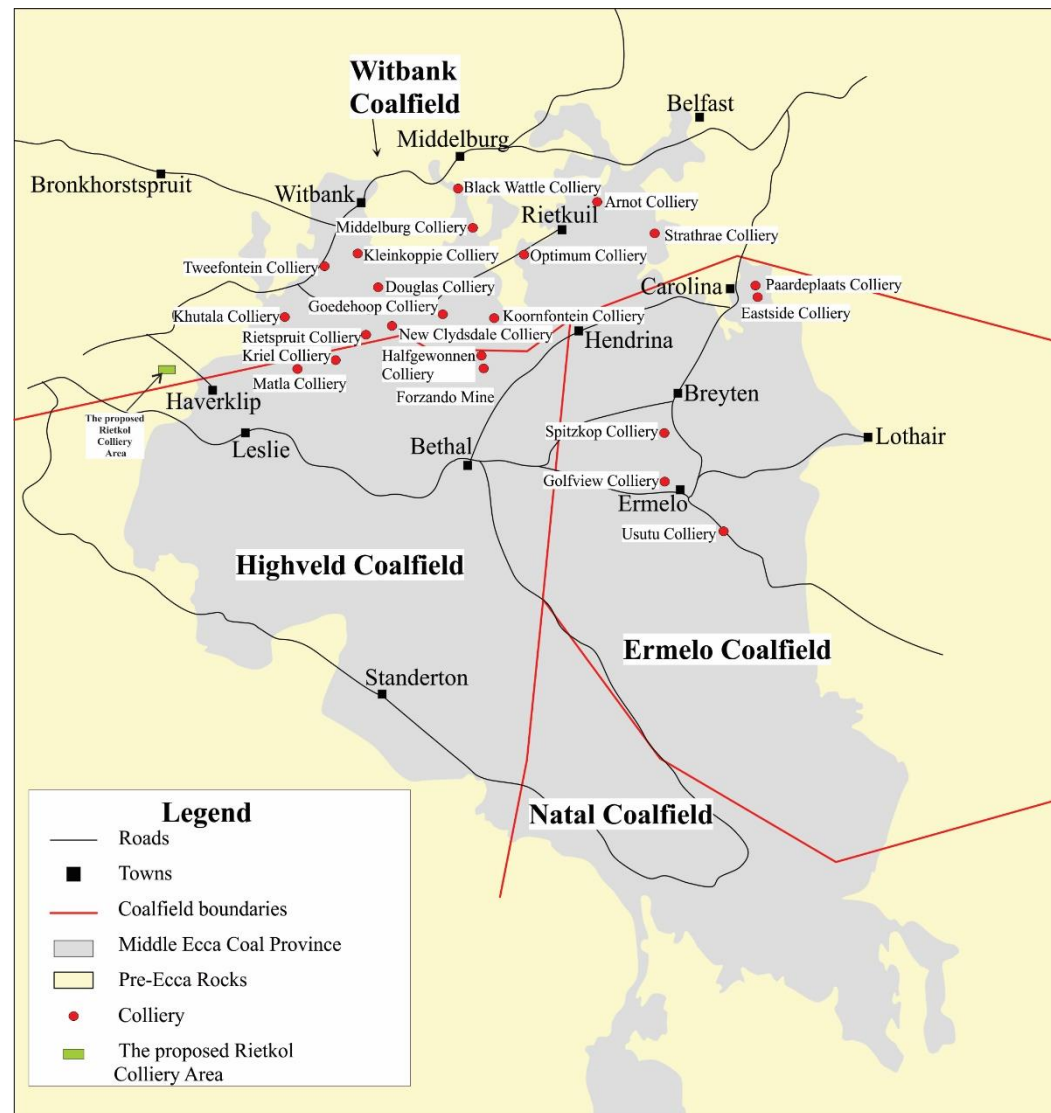 Witbank
Coalfield
Belfast
Middelburg
Bronkhorstspruit
Witbank
Black Wattle Colliery
Arnot Colliery
Rietkuil
Middelburg Colliery
Strathrae Colliery
Kleinkoppie Colliery
Optimum Colliery
Tweefontein Colliery
Douglas Colliery
Carolina
Paardeplaats Colliery
Goedehoop Colliery
Eastside Colliery
Khutala Colliery
Koornfontein Colliery
Rietspruit Colliery
New Clydsdale Colliery
Hendrina
Kriel Colliery
Halfgewonnen
Colliery
Matla Colliery
Forzando Mine
Haverklip
Breyten
The proposed
Rietkol
Colliery
Area
Spitzkop Colliery
Lothair
Leslie
Bethal
Golfview Colliery
Ermelo
Usutu Colliery
Highveld Coalfield
Ermelo Coalfield
Standerton
Natal Coalfield
Legend
Roads
Towns
Coalfield boundaries
Middle Ecca Coal Province
Pre-Ecca Rocks
Colliery
The proposed Rietkol
Colliery Area